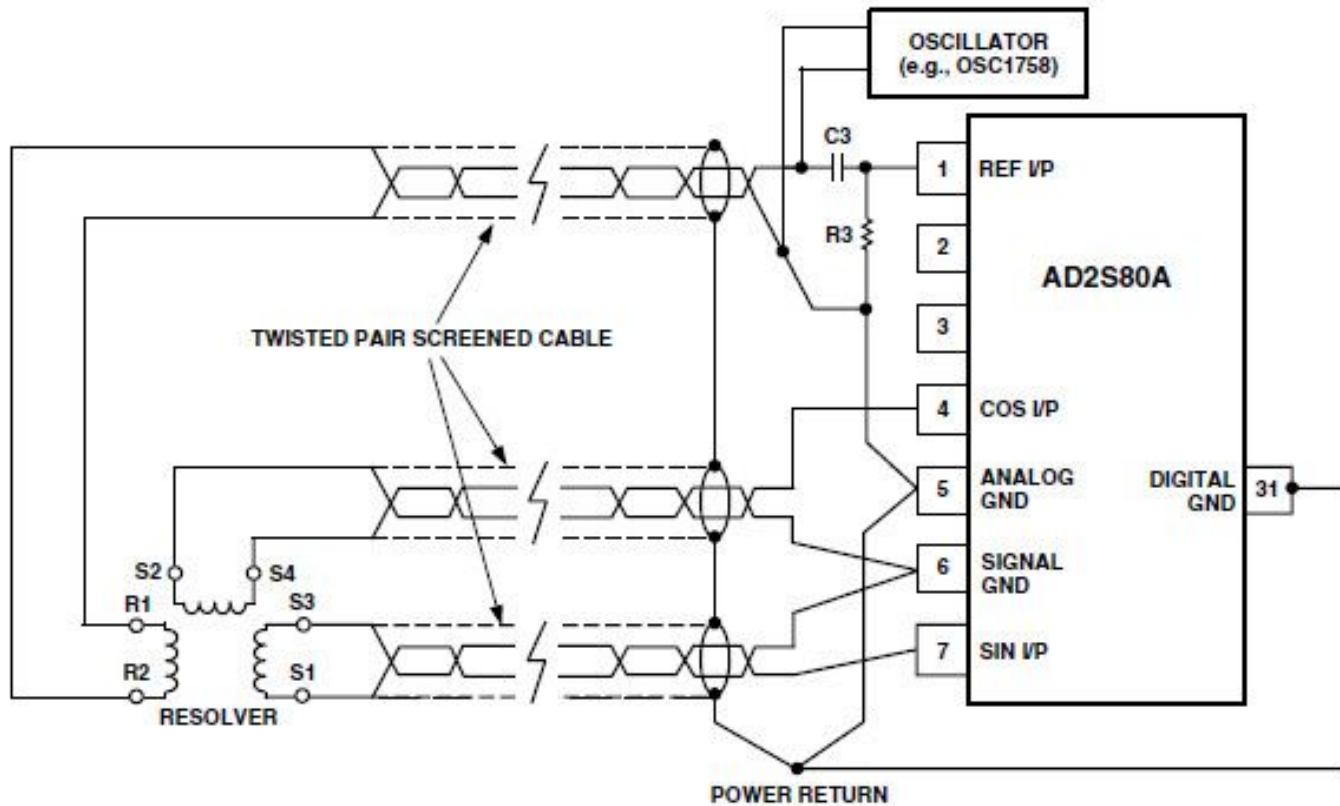 OSCILLATOR
(e.g., OSC1758)
C3
1
REF I/P
R3
2
AD2S80A
3
TWISTED PAIR SCREENED CABLE
4
COS I/P
5
ANALOG
GND
DIGITAL
GND
31
S2
S4
6
SIGNAL
GND
R1
S3
7
SIN I/P
R2
S1
RESOLVER
POWER RETURN